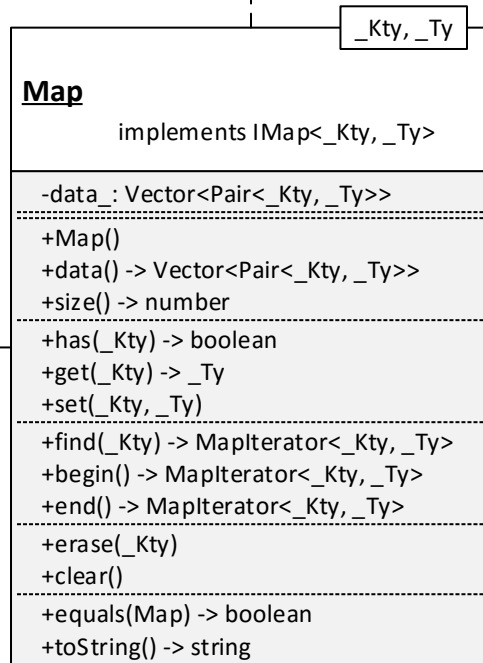 _Kty, _Ty
Map
implements IMap<_Kty, _Ty>
-data_: Vector<Pair<_Kty, _Ty>>
+Map()
+data() -> Vector<Pair<_Kty, _Ty>>
+size() -> number
+has(_Kty) -> boolean
+get(_Kty) -> _Ty
+set(_Kty, _Ty)
+find(_Kty) -> MapIterator<_Kty, _Ty>
+begin() -> MapIterator<_Kty, _Ty>
+end() -> MapIterator<_Kty, _Ty>
+erase(_Kty)
+clear()
+equals(Map) -> boolean
+toString() -> string